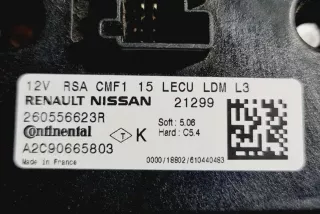 12V RSA CMF1 15 LECU LDM L3
RENAULT NISSAN 21299
260556623R Soft : 5.06
Continental T K Hard : C5.4
A2C90665803
Made in France 0000/18802/610440463